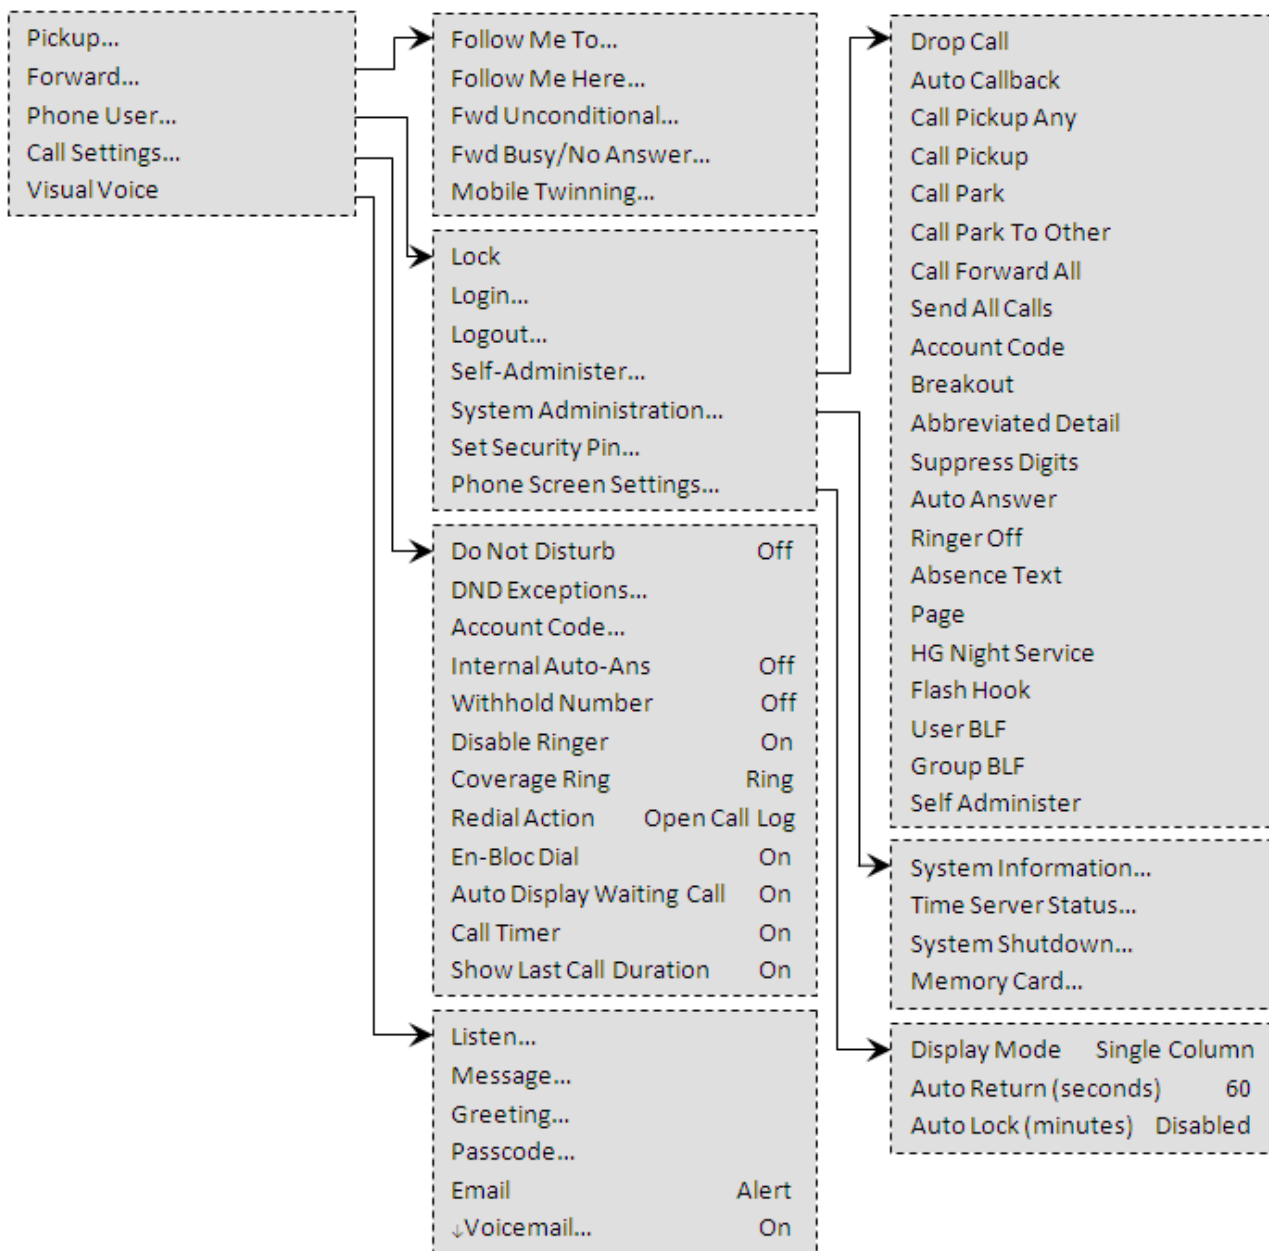 Pickup...
Forward...
Phone User...
Call Settings...
Visual Voice
Follow Me To...
Follow Me Here...
Fwd Unconditional...
Fwd Busy/No Answer...
Mobile Twinning...
Lock
Login...
Logout...
Self-Administer...
System Administration...
Set Security Pin...
Phone Screen Settings...
Do Not Disturb Off
DND Exceptions...
Account Code...
Internal Auto-Ans Off
Withhold Number Off
Disable Ringer On
Coverage Ring Ring
Redial Action Open Call Log
En-Bloc Dial On
Auto Display Waiting Call On
Call Timer On
Show Last Call Duration On
Listen...
Message...
Greeting...
Passcode...
Email Alert
↓Voicemail... On
Drop Call
Auto Callback
Call Pickup Any
Call Pickup
Call Park
Call Park To Other
Call Forward All
Send All Calls
Account Code
Breakout
Abbreviated Detail
Suppress Digits
Auto Answer
Ringer Off
Absence Text
Page
HG Night Service
Flash Hook
User BLF
Group BLF
Self Administer
System Information...
Time Server Status...
System Shutdown...
Memory Card...
Display Mode Single Column
Auto Return (seconds) 60
Auto Lock (minutes) Disabled